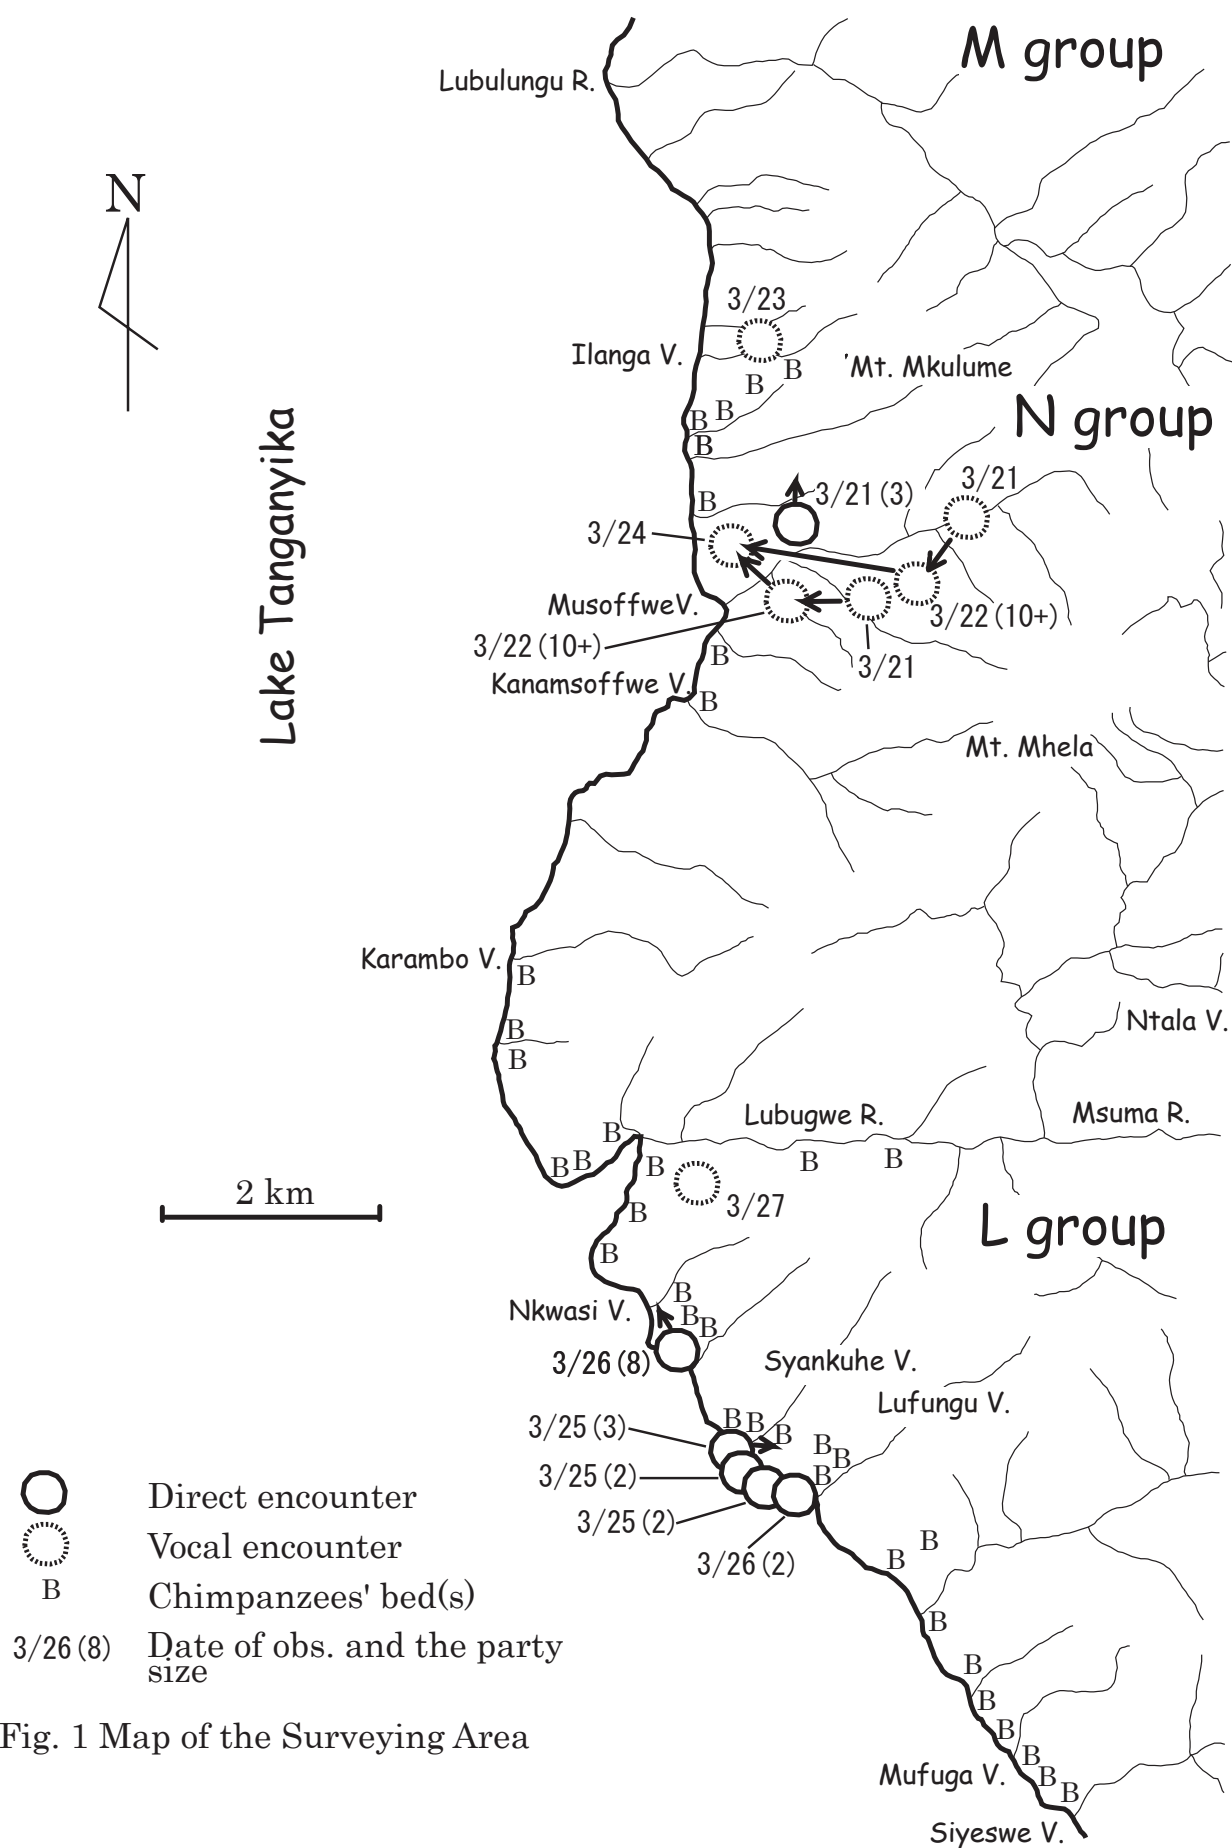 M group
Lubulungu R.
N
3/23
Ilanga V.
'Mt. Mkulume
B
B
B
B
B
N group
Lake Tanganyika
3/21
3/21(3)
B
3/24
MusoffweV.
3/22(10+)
3/22(10+)
B
3/21
Kanamsoffwe V.
B
Mt. Mhela
Karambo V.
B
Ntala V.
B
B
Lubugwe R.
Msuma R.
B
B
B
B
B
B
2 km
3/27
B
L group
B
Nkwasi V.
B
B
B
3/26(8)
Syankuhe V.
Lufungu V.
3/25(3)
B
B
B
B
B
B
3/25(2)
3/25(2)
3/26(2)
Direct encounter
Vocal encounter
B Chimpanzees' bed(s)
3/26(8) Date of obs. and the party
size
B
B
B
B
B
B
B
B
B
Fig. 1 Map of the Surveying Area
Mufuga V.
Siyeswe V.